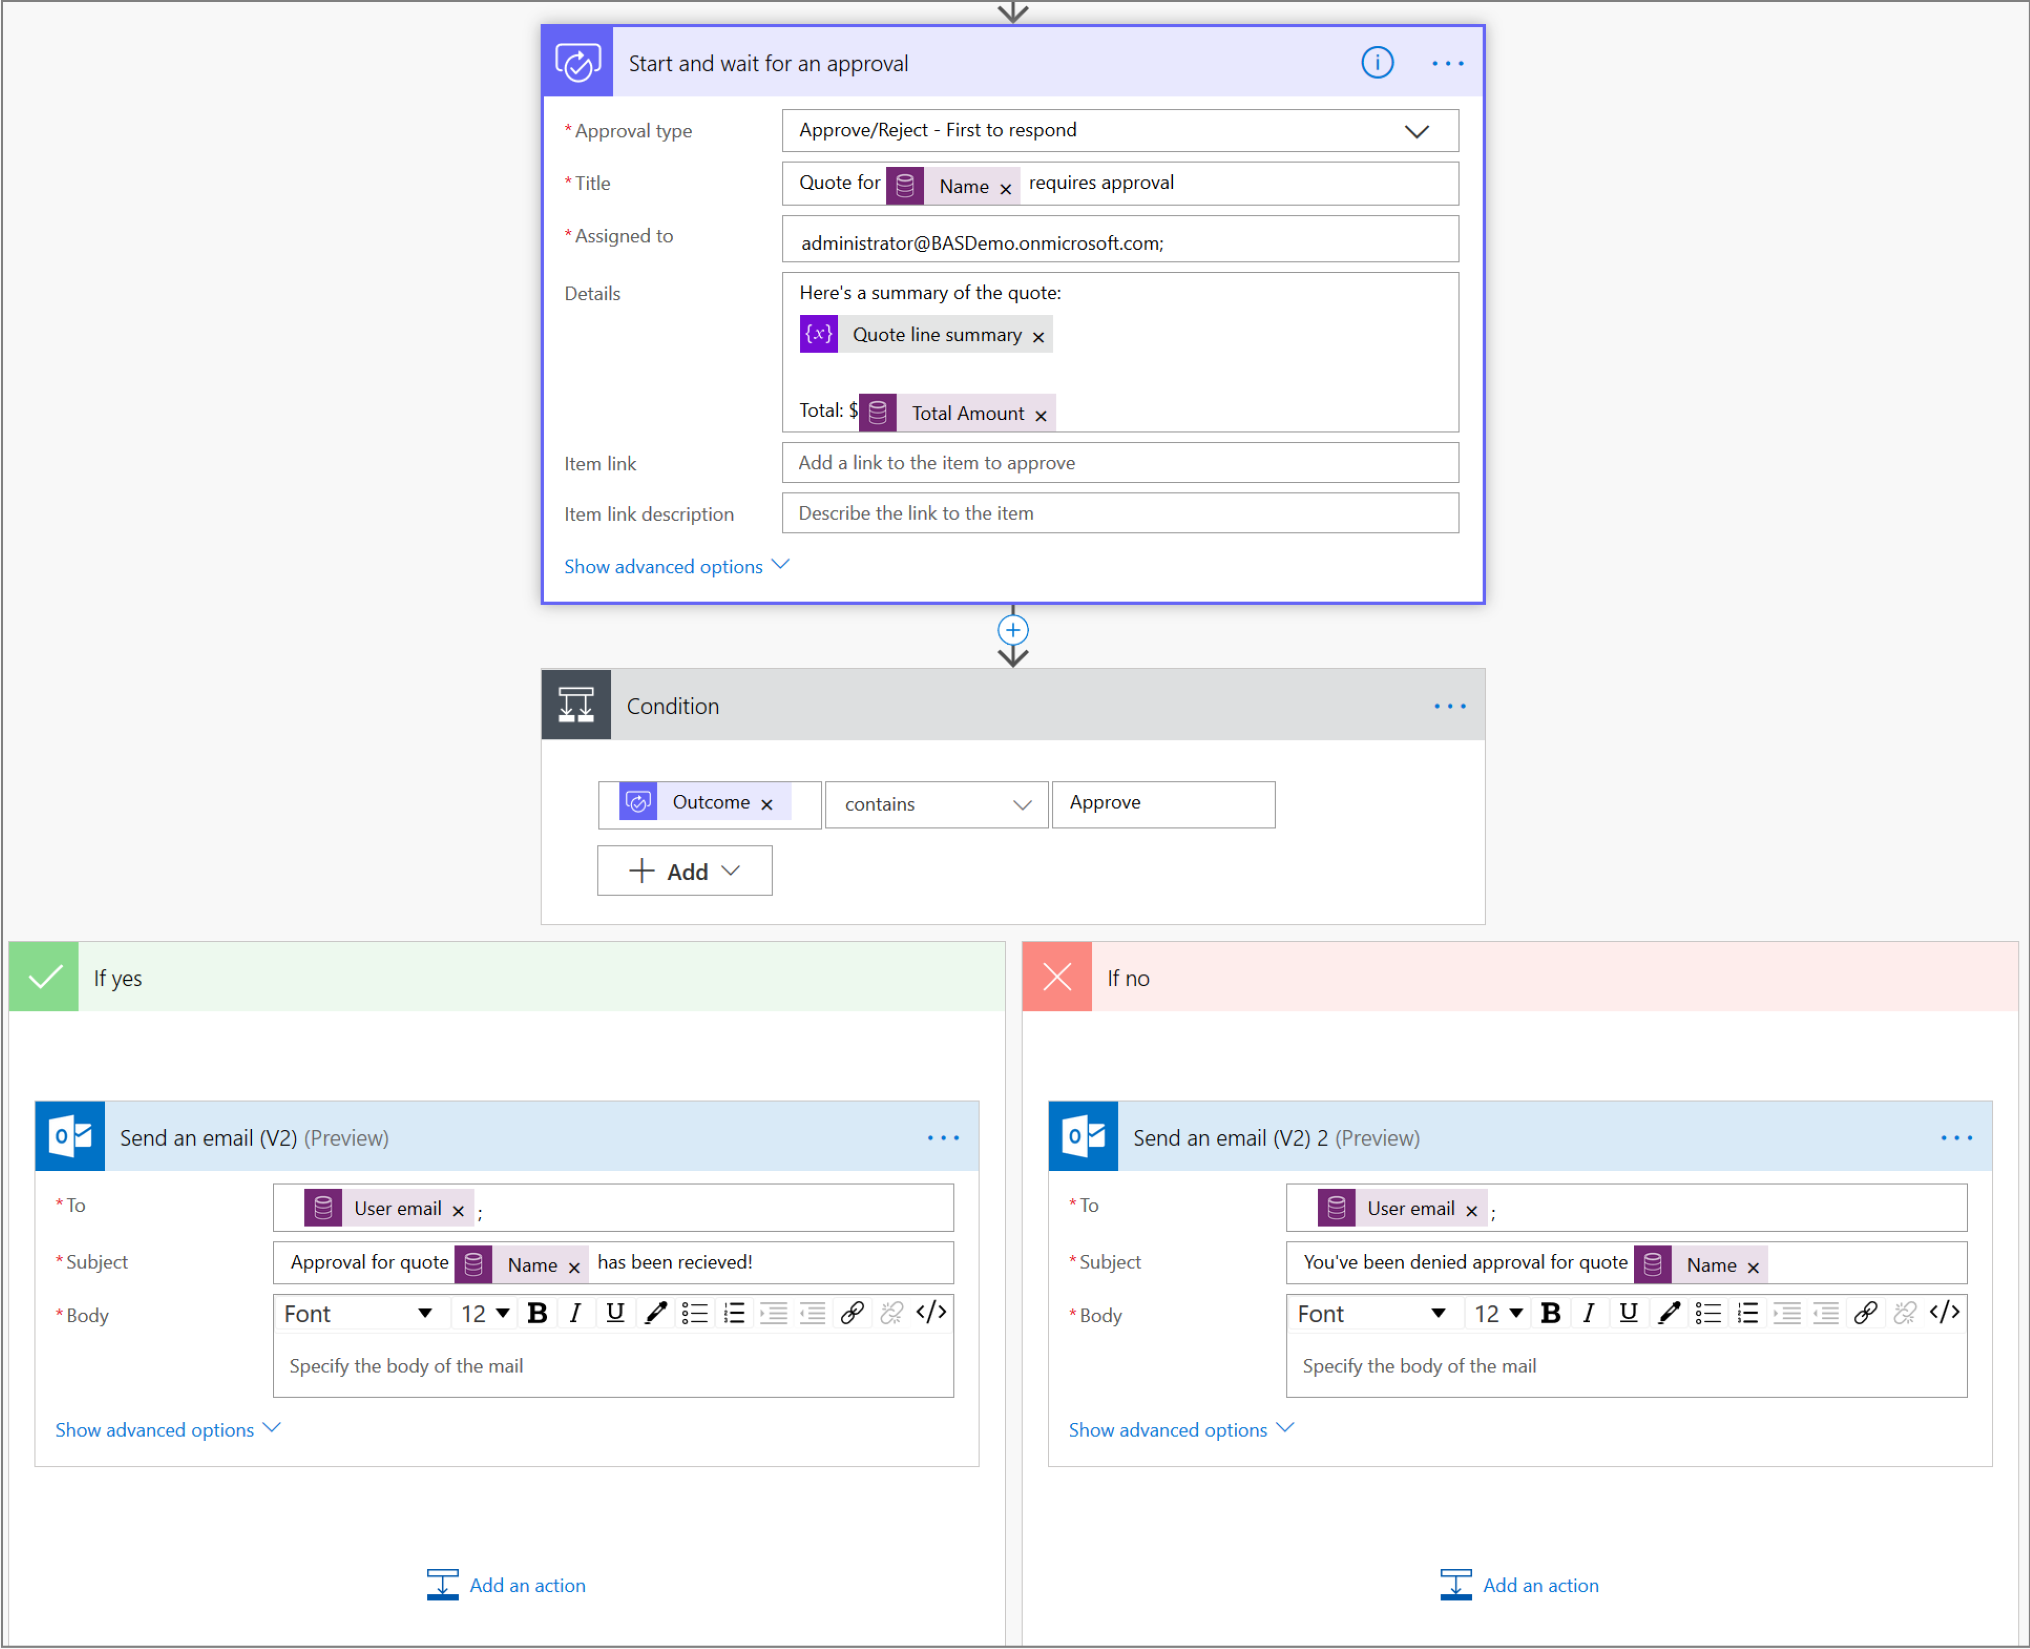 Start and wait for an approval
* Approval type
Approve/Reject - First to respond
* Title
Quote for Name × requires approval
* Assigned to
administrator@BASDemo.onmicrosoft.com;
Details
Here's a summary of the quote:
{x} Quote line summary ×
Total: $ Total Amount ×
Item link
Add a link to the item to approve
Item link description
Describe the link to the item
Show advanced options
Condition
Outcome × contains Approve
+ Add
If yes
Send an email (V2) (Preview)
* To
User email × ;
* Subject
Approval for quote Name × has been recieved!
* Body
Font 12 B I U </>
Specify the body of the mail
Show advanced options
Add an action
If no
Send an email (V2) 2 (Preview)
* To
User email × ;
* Subject
You've been denied approval for quote Name ×
* Body
Font 12 B I U </>
Specify the body of the mail
Show advanced options
Add an action